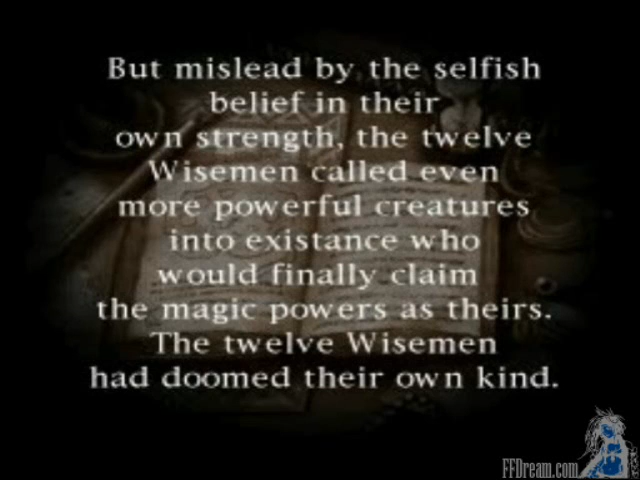 But mislead by the selfish
belief in their
own strength, the twelve
Wisemen called even
more powerful creatures
into existance who
would finally claim
the magic powers as theirs.
The twelve Wisemen
had doomed their own kind.
FFDream.com